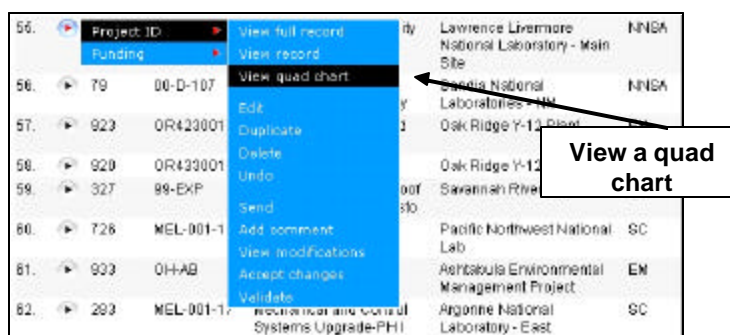 55. Project ID View full record Lawrence Livermore NNSA
Funding View record National Laboratory - Main
Site
View quad chart
56. 79 00-D-107 Sandia National NNSA
Edit Laboratories - NM
57. 923 OR423001 Duplicate Oak Ridge Y-12 Plant
Delete
58. 920 OR433001 Oak Ridge Y-12
Undo
59. 327 99-EXP oof Savannah River
Send
60. 726 MEL-001-1 Add comment Pacific Northwest National SC
View modifications Lab
61. 933 OH-AB Accept changes Ashtabula Environmental EM
Management Project
Validate
62. 293 MEL-001-17 Mechanical and Control Argonne National SC
Systems Upgrade-PH I Laboratory - East
View a quad
chart